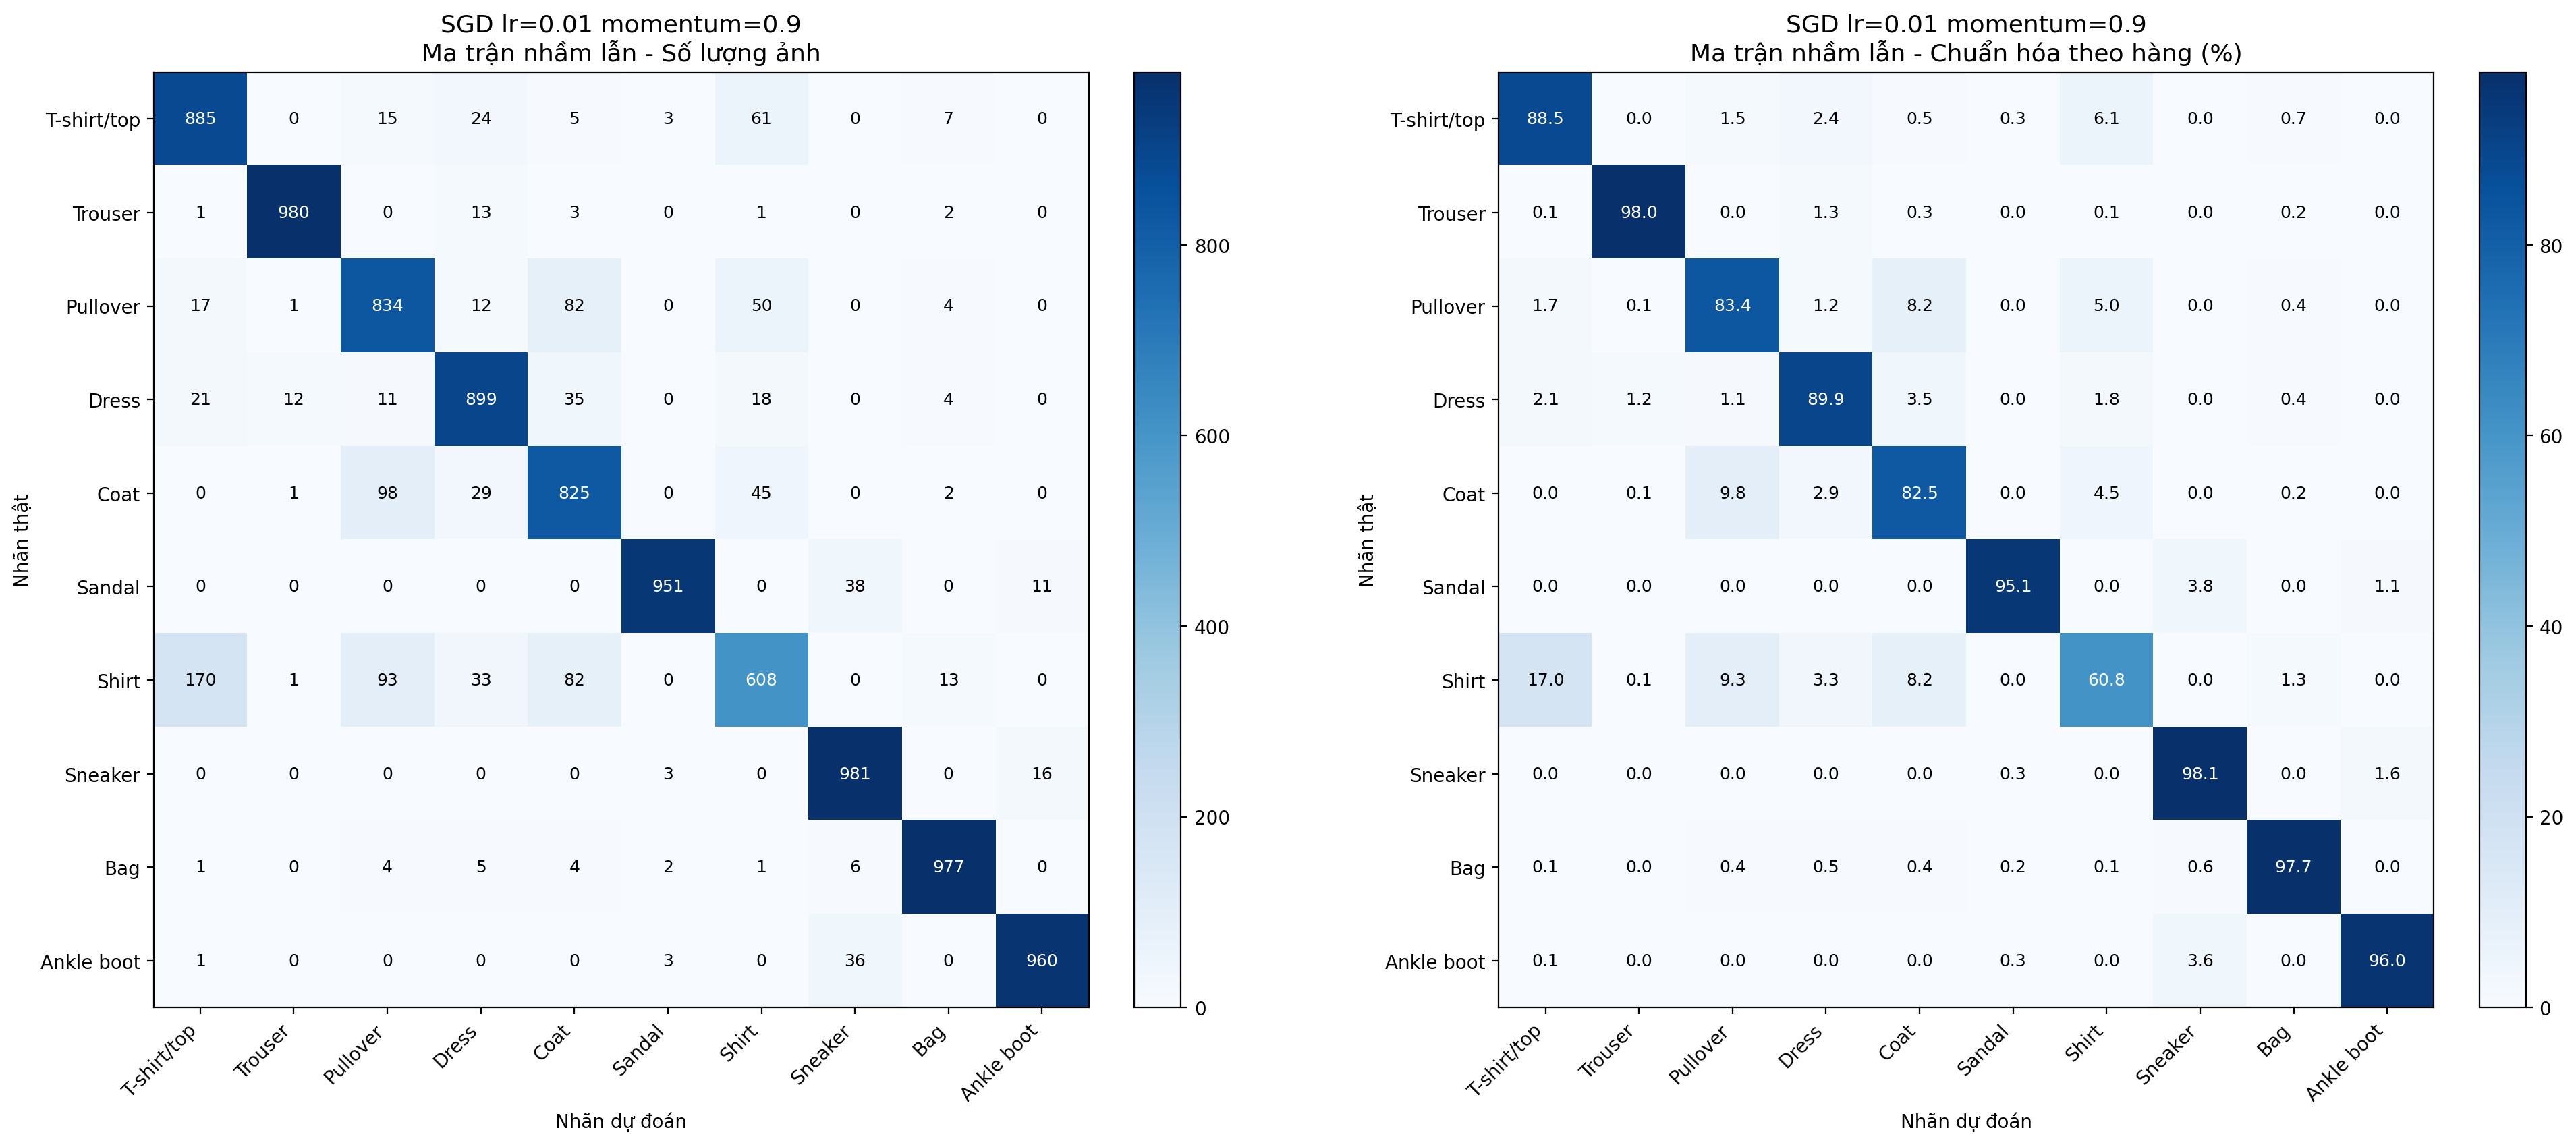 SGD lr=0.01 momentum=0.9
Ma trận nhầm lẫn - Số lượng ảnh
Nhãn thật
T-shirt/top 885 0 15 24 5 3 61 0 7 0
Trouser 1 980 0 13 3 0 1 0 2 0
Pullover 17 1 834 12 82 0 50 0 4 0
Dress 21 12 11 899 35 0 18 0 4 0
Coat 0 1 98 29 825 0 45 0 2 0
Sandal 0 0 0 0 0 951 0 38 0 11
Shirt 170 1 93 33 82 0 608 0 13 0
Sneaker 0 0 0 0 0 3 0 981 0 16
Bag 1 0 4 5 4 2 1 6 977 0
Ankle boot 1 0 0 0 0 3 0 36 0 960
T-shirt/top Trouser Pullover Dress Coat Sandal Shirt Sneaker Bag Ankle boot
Nhãn dự đoán
800
600
400
200
0
SGD lr=0.01 momentum=0.9
Ma trận nhầm lẫn - Chuẩn hóa theo hàng (%)
Nhãn thật
T-shirt/top 88.5 0.0 1.5 2.4 0.5 0.3 6.1 0.0 0.7 0.0
Trouser 0.1 98.0 0.0 1.3 0.3 0.0 0.1 0.0 0.2 0.0
Pullover 1.7 0.1 83.4 1.2 8.2 0.0 5.0 0.0 0.4 0.0
Dress 2.1 1.2 1.1 89.9 3.5 0.0 1.8 0.0 0.4 0.0
Coat 0.0 0.1 9.8 2.9 82.5 0.0 4.5 0.0 0.2 0.0
Sandal 0.0 0.0 0.0 0.0 0.0 95.1 0.0 3.8 0.0 1.1
Shirt 17.0 0.1 9.3 3.3 8.2 0.0 60.8 0.0 1.3 0.0
Sneaker 0.0 0.0 0.0 0.0 0.0 0.3 0.0 98.1 0.0 1.6
Bag 0.1 0.0 0.4 0.5 0.4 0.2 0.1 0.6 97.7 0.0
Ankle boot 0.1 0.0 0.0 0.0 0.0 0.3 0.0 3.6 0.0 96.0
T-shirt/top Trouser Pullover Dress Coat Sandal Shirt Sneaker Bag Ankle boot
Nhãn dự đoán
80
60
40
20
0